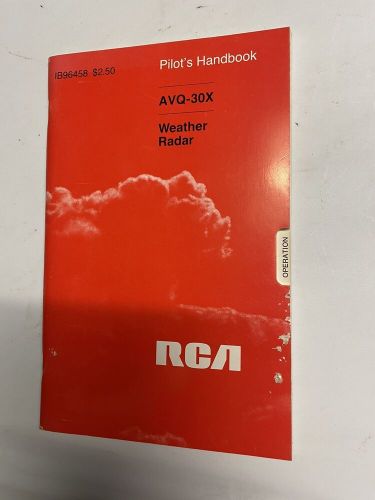 IB96458 $2.50
Pilot's Handbook
AVQ-30X
Weather
Radar
OPERATION
RCA